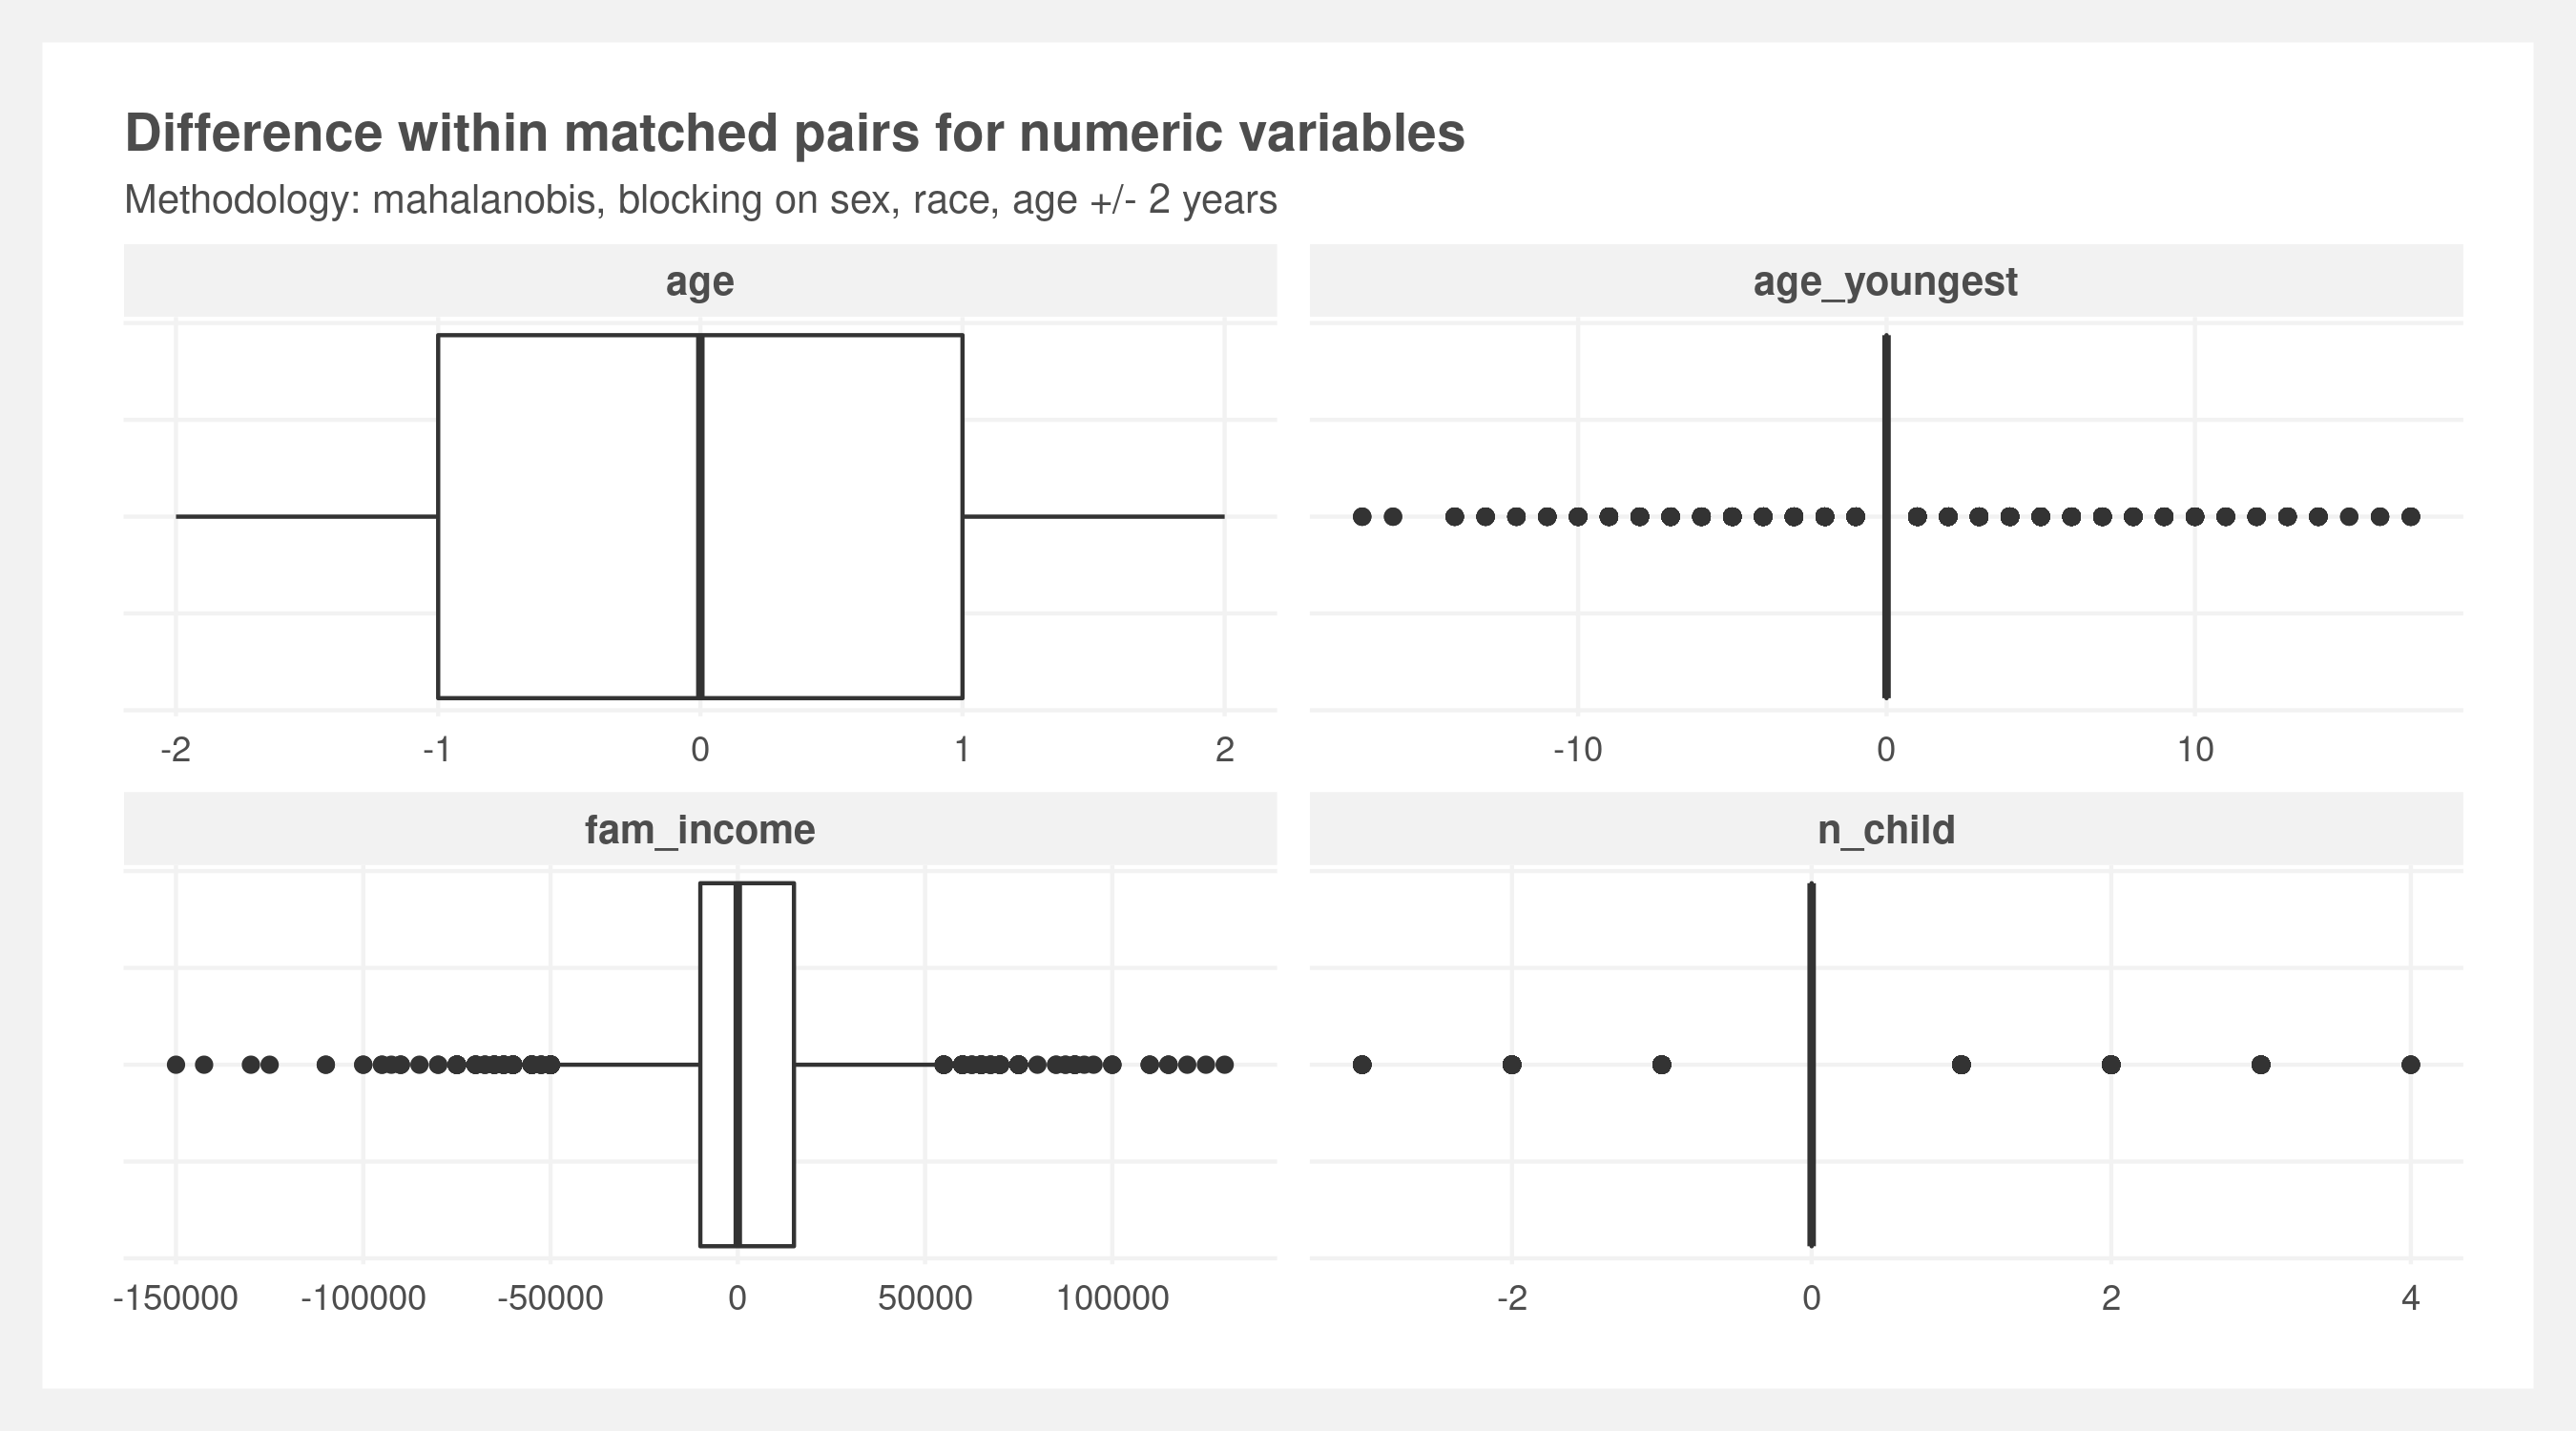 Difference within matched pairs for numeric variables
Methodology: mahalanobis, blocking on sex, race, age +/- 2 years
age
age_youngest
-2 -1 0 1 2
-10 0 10
fam_income
n_child
-150000 -100000 -50000 0 50000 100000
-2 0 2 4